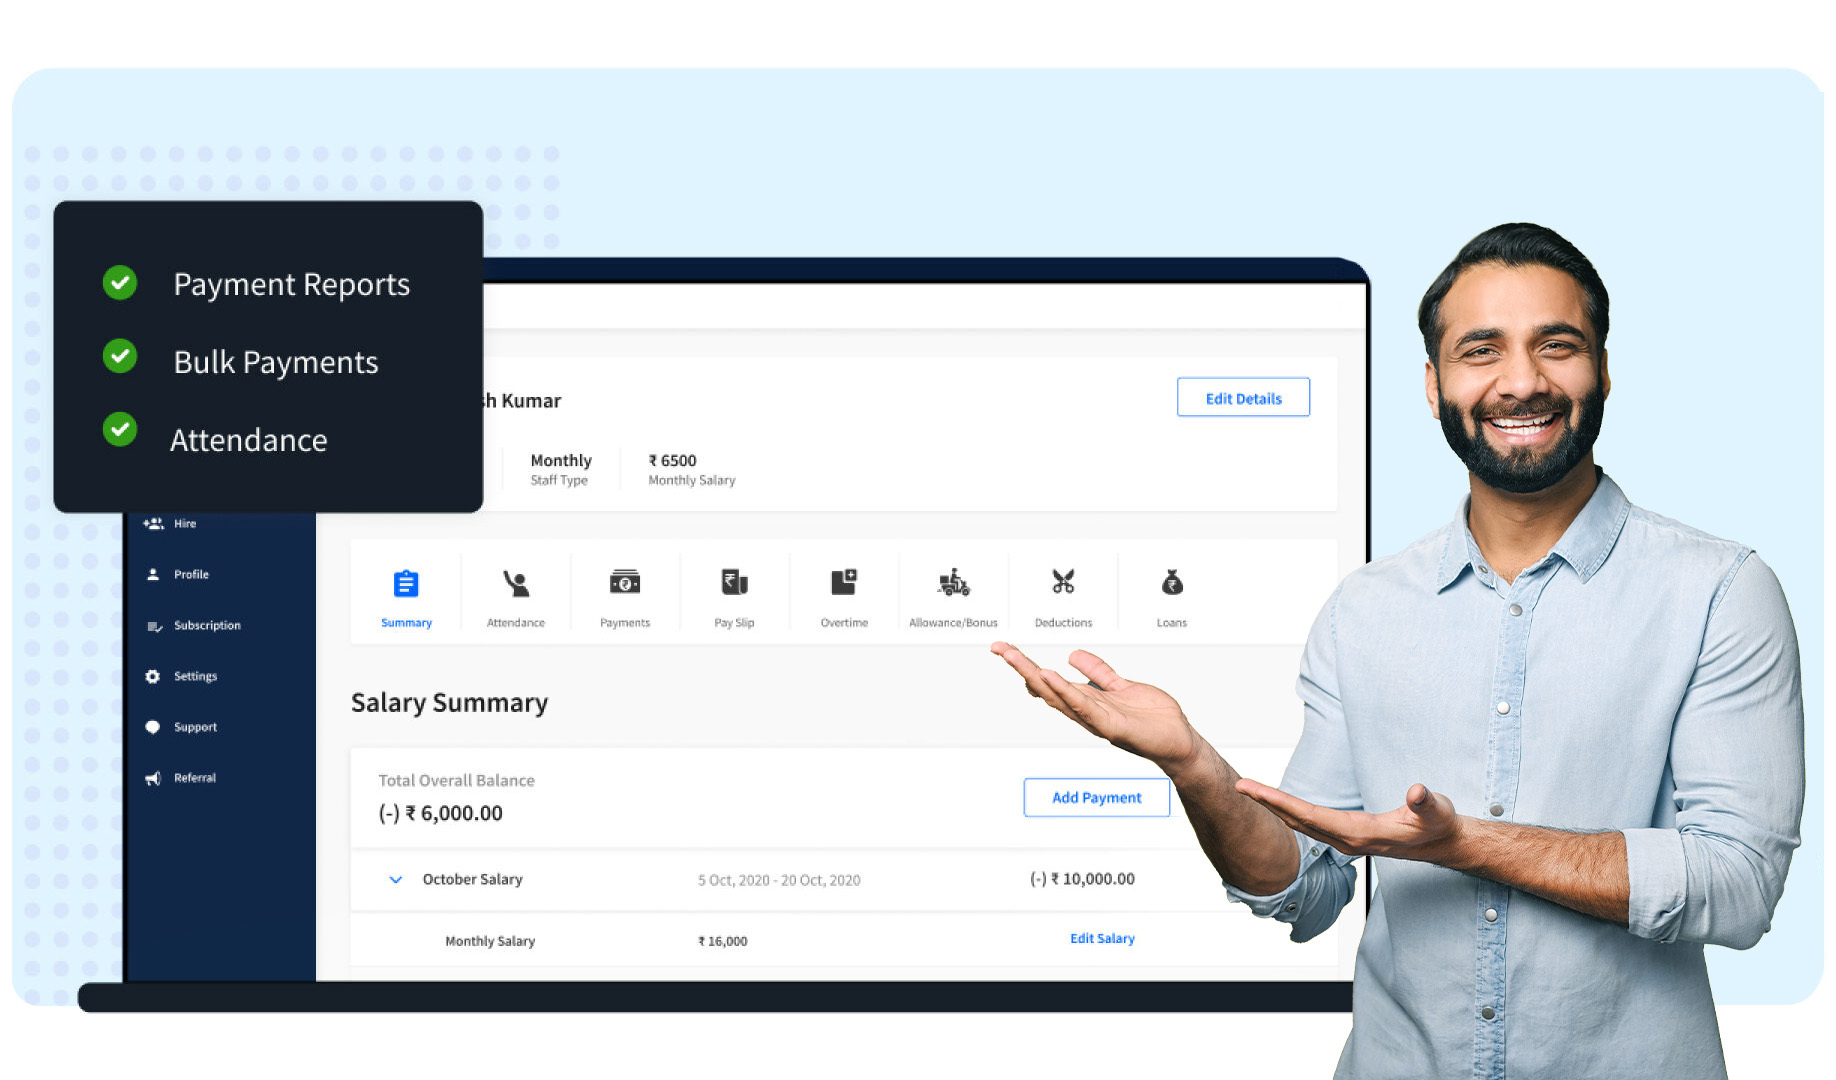 Payment Reports
Bulk Payments
Attendance
Kumar
Edit Details
Monthly
Staff Type
₹ 6500
Monthly Salary
Hire
Profile
Subscription
Settings
Support
Referral
Summary
Attendance
Payments
Pay Slip
Overtime
Allowance/Bonus
Deductions
Loans
Salary Summary
Total Overall Balance
(-) ₹ 6,000.00
Add Payment
October Salary
5 Oct, 2020 - 20 Oct, 2020
(-) ₹ 10,000.00
Monthly Salary
₹ 16,000
Edit Salary